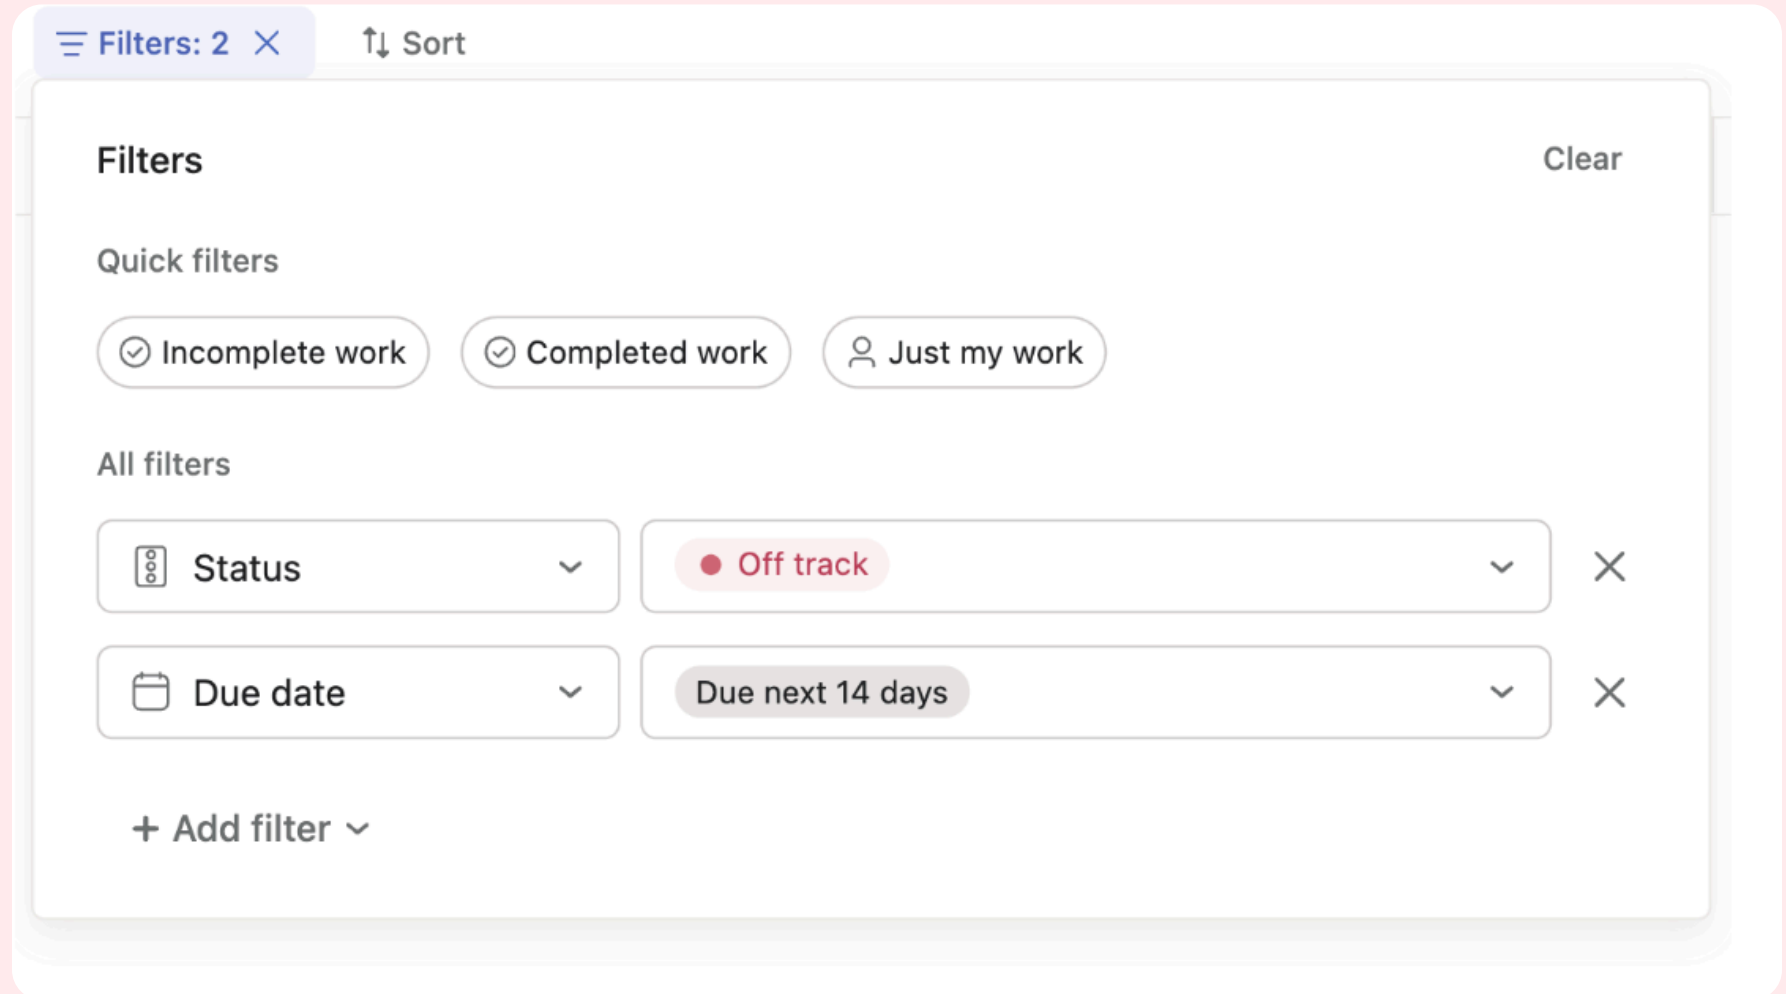 Filters: 2 Sort
Filters Clear
Quick filters
Incomplete work Completed work Just my work
All filters
Status Off track
Due date Due next 14 days
+ Add filter